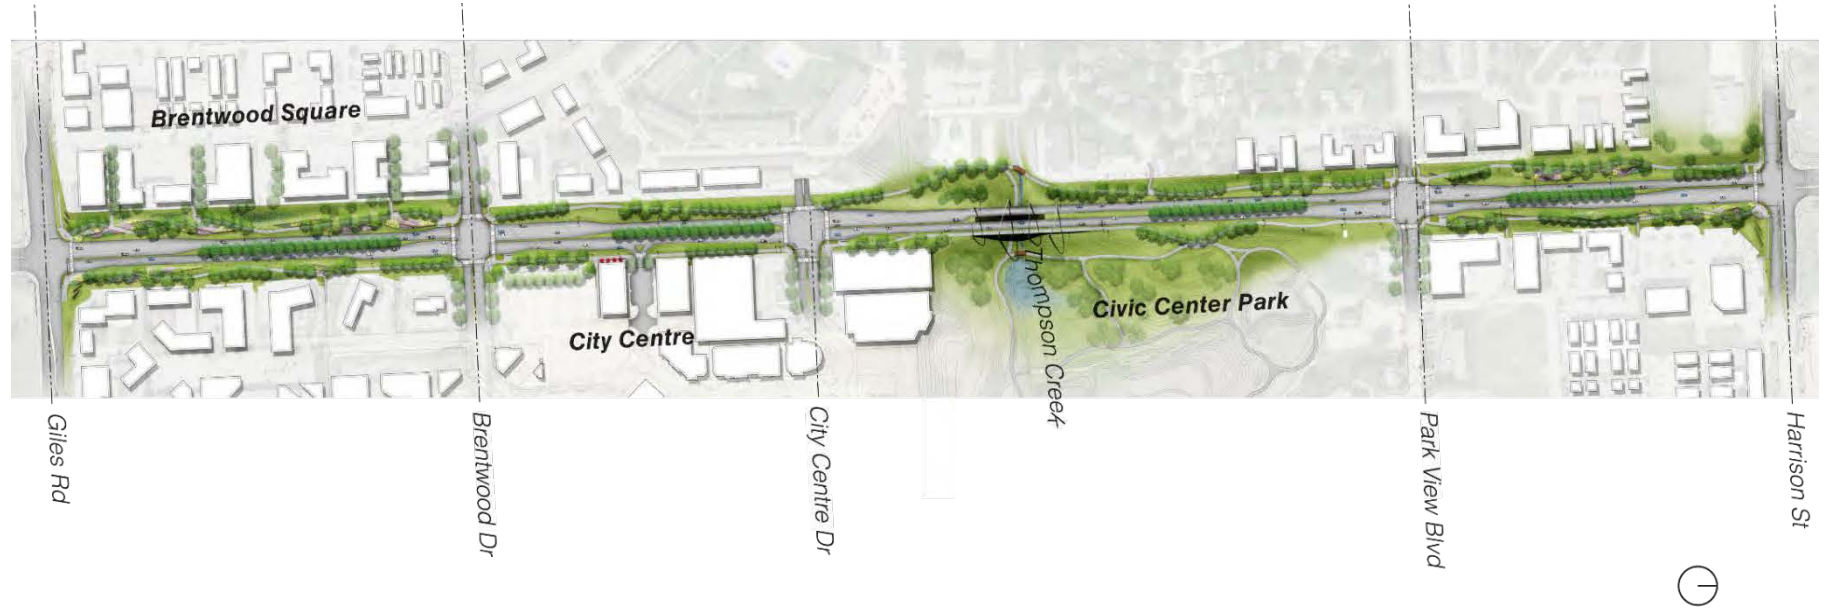 Brentwood Square
City Centre
Civic Center Park
Thompson Creek
Giles Rd
Brentwood Dr
City Centre Dr
Park View Blvd
Harrison St